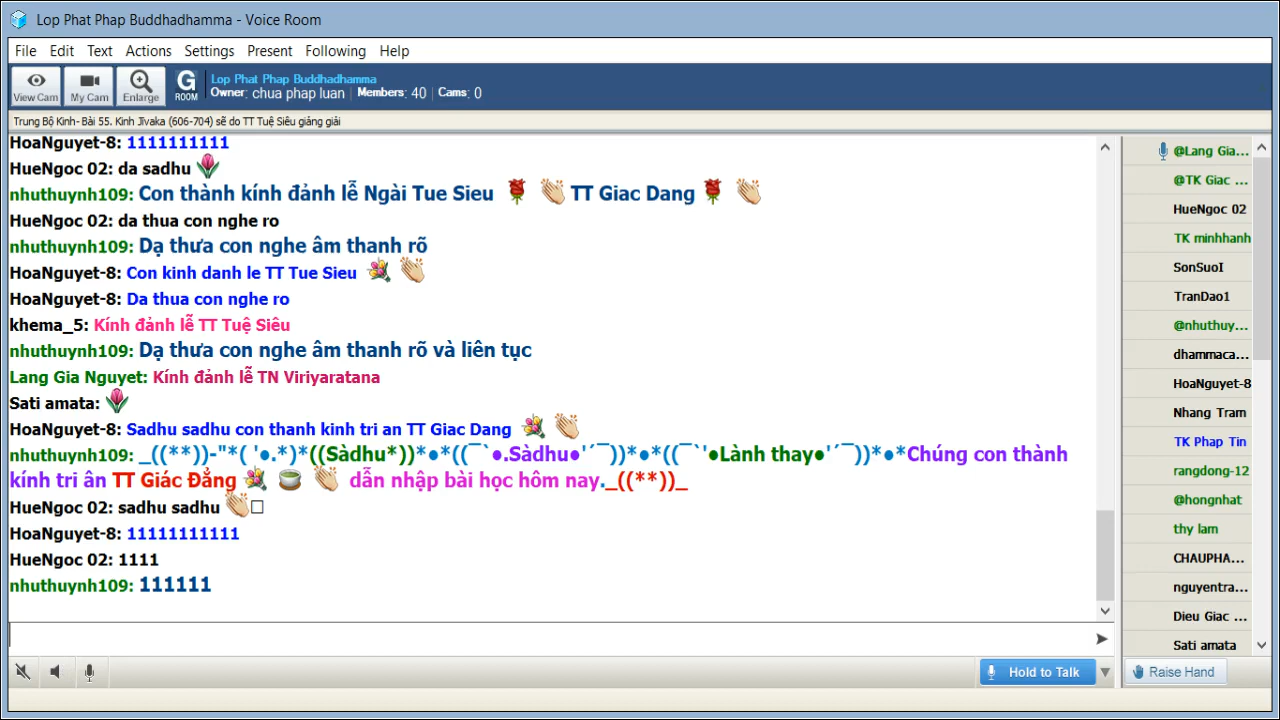 Lop Phat Phap Buddhadhamma - Voice Room
File Edit Text Actions Settings Present Following Help
View Cam My Cam Enlarge G ROOM Lop Phat Phap Buddhadhamma
Owner: chua phap luan Members: 40 Cams: 0
Trung Bộ Kinh- Bài 55. Kinh Jīvaka (606-704) sẽ do TT Tuệ Siêu giảng giải
HoaNguyet-8: 1111111111
HueNgoc 02: da sadhu
nhuthuynh109: Con thành kính đảnh lễ Ngài Tue Sieu TT Giac Dang
HueNgoc 02: da thua con nghe ro
nhuthuynh109: Dạ thưa con nghe âm thanh rõ
HoaNguyet-8: Con kinh danh le TT Tue Sieu
HoaNguyet-8: Da thua con nghe ro
khema_5: Kính đảnh lễ TT Tuệ Siêu
nhuthuynh109: Dạ thưa con nghe âm thanh rõ và liên tục
Lang Gia Nguyet: Kính đảnh lễ TN Viriyaratana
Sati amata:
HoaNguyet-8: Sadhu sadhu con thanh kinh tri an TT Giac Dang
nhuthuynh109: _((**))-"*( '●.*)*((Sàdhu*))*●*((¯`●.Sàdhu●'´¯))*●*((¯`'●Lành thay●'´¯))*●*Chúng con thành
kính tri ân TT Giác Đẳng dẫn nhập bài học hôm nay._((**))_
HueNgoc 02: sadhu sadhu
HoaNguyet-8: 11111111111
HueNgoc 02: 1111
nhuthuynh109: 111111
@Lang Gia...
@TK Giac ...
HueNgoc 02
TK minhhanh
SonSuoI
TranDao1
@nhuthuy...
dhammaca...
HoaNguyet-8
Nhang Tram
TK Phap Tin
rangdong-12
@hongnhat
thy lam
CHAUPHA...
nguyentra...
Dieu Giac ...
Sati amata
Hold to Talk
Raise Hand